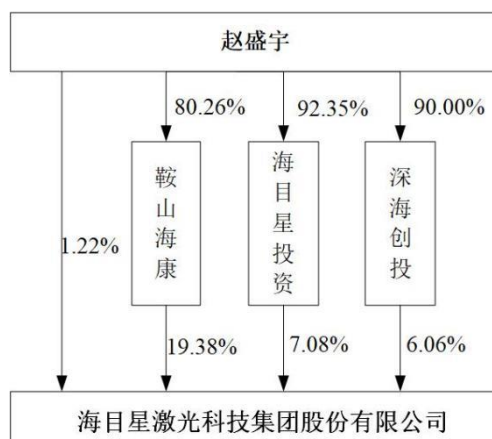 赵盛宇
80.26%
92.35%
90.00%
鞍山海康
海目星投资
深海创投
1.22%
19.38%
7.08%
6.06%
海目星激光科技集团股份有限公司